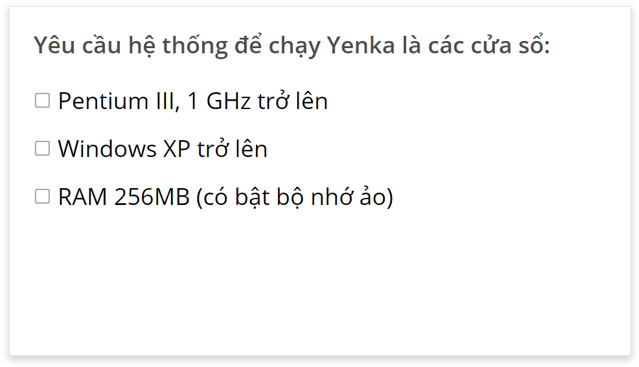 Yêu cầu hệ thống để chạy Yenka là các cửa sổ:
Pentium III, 1 GHz trở lên
Windows XP trở lên
RAM 256MB (có bật bộ nhớ ảo)